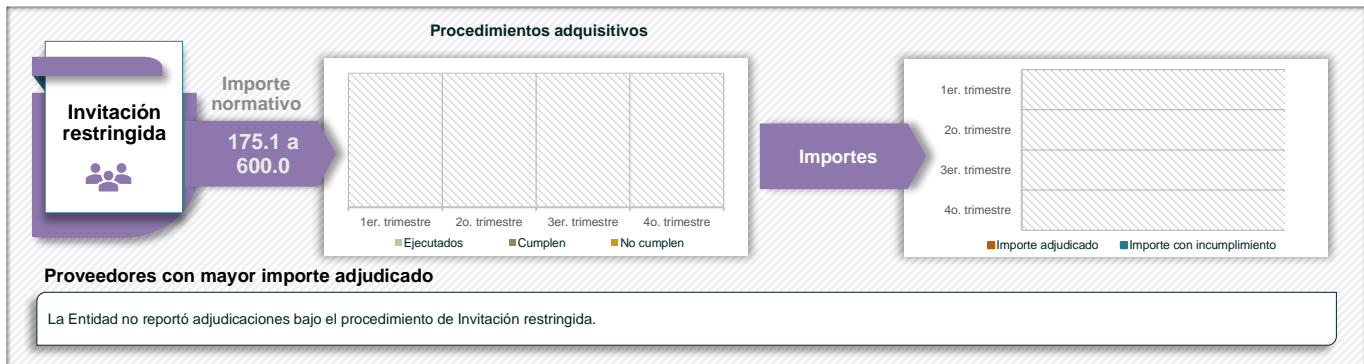 Procedimientos adquisitivos
Invitación
restringida
Importe
normativo
175.1 a
600.0
1er. trimestre 2o. trimestre 3er. trimestre 4o. trimestre
Ejecutados Cumplen No cumplen
Importes
1er. trimestre
2o. trimestre
3er. trimestre
4o. trimestre
Importe adjudicado Importe con incumplimiento
Proveedores con mayor importe adjudicado
La Entidad no reportó adjudicaciones bajo el procedimiento de Invitación restringida.